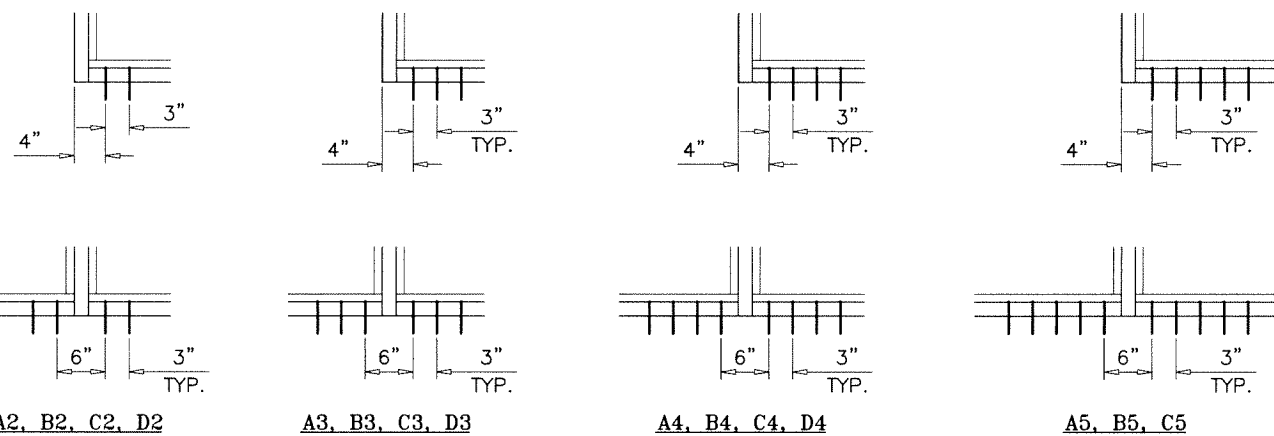 3"
4"
3"
TYP.
4"
3"
TYP.
4"
3"
TYP.
4"
6"
3"
TYP.
6"
3"
TYP.
6"
3"
TYP.
6"
3"
TYP.
A2, B2, C2, D2
A3, B3, C3, D3
A4, B4, C4, D4
A5, B5, C5